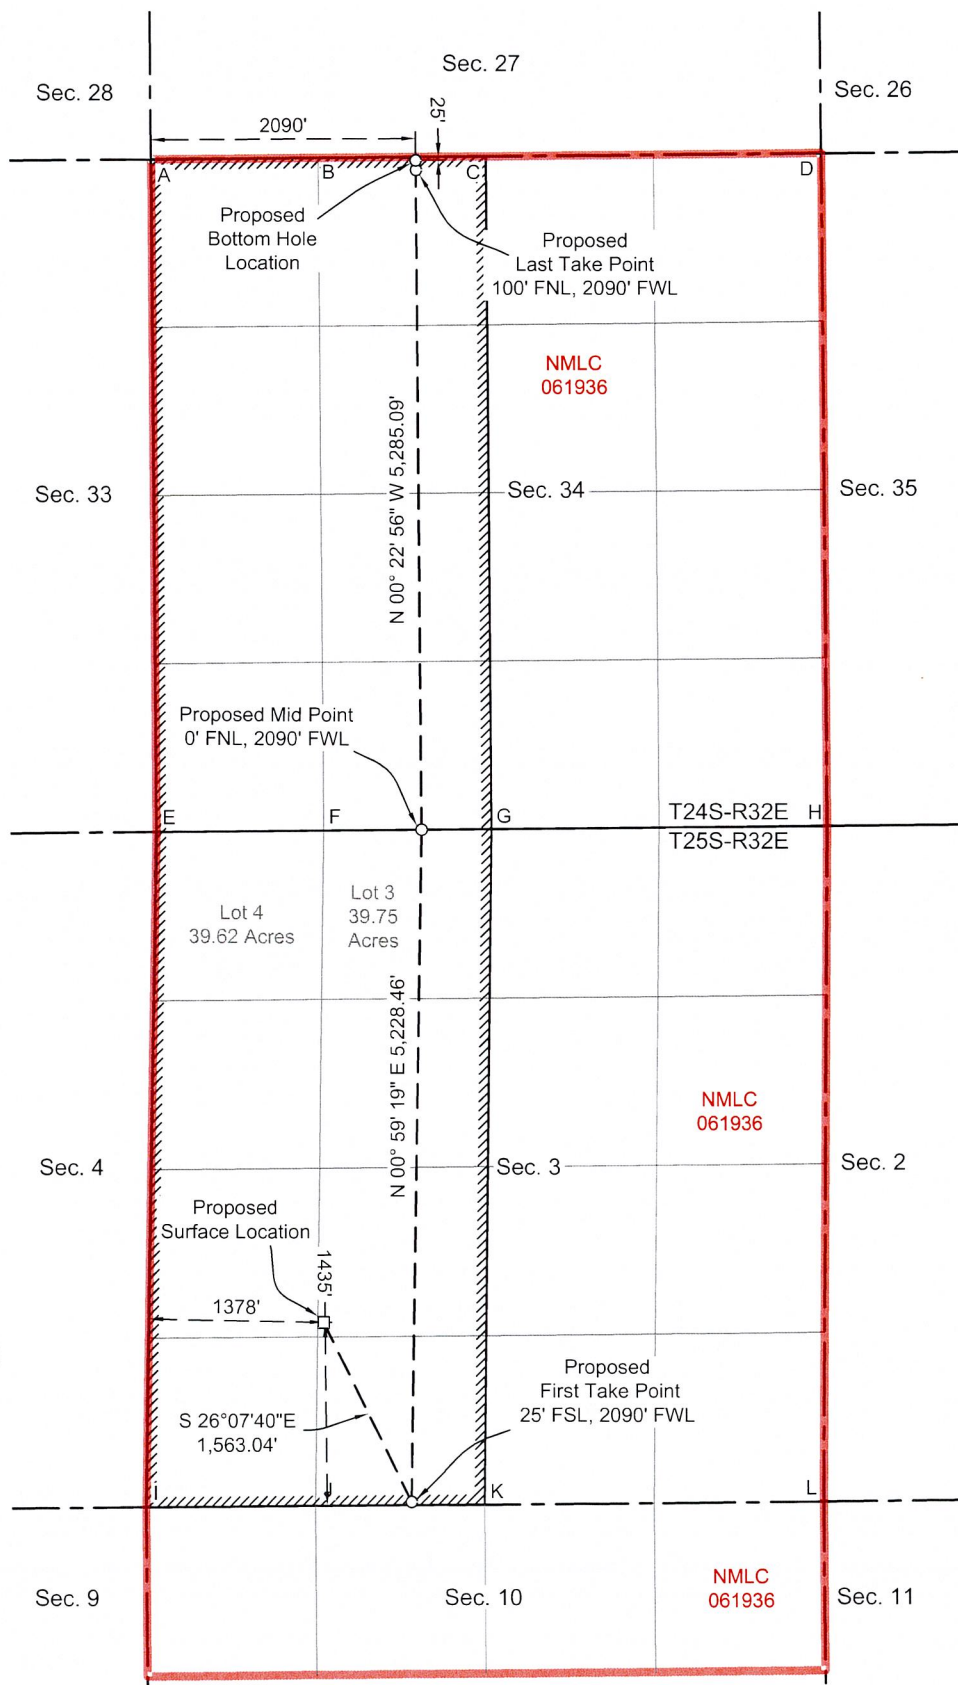 Sec. 27
Sec. 28
Sec. 26
25'
2090'
A
B
C
D
Proposed
Bottom Hole
Location
Proposed
Last Take Point
100' FNL, 2090' FWL
NMLC
061936
N 00° 22' 56" W 5,285.09'
Sec. 33
Sec. 34
Sec. 35
Proposed Mid Point
0' FNL, 2090' FWL
E
F
G
T24S-R32E
H
T25S-R32E
Lot 4
39.62 Acres
Lot 3
39.75
Acres
N 00° 59' 19" E 5,228.46'
NMLC
061936
Sec. 4
Sec. 3
Sec. 2
Proposed
Surface Location
1435'
1378'
Proposed
First Take Point
25' FSL, 2090' FWL
S 26°07'40"E
1,563.04'
I
J
K
L
Sec. 9
Sec. 10
NMLC
061936
Sec. 11